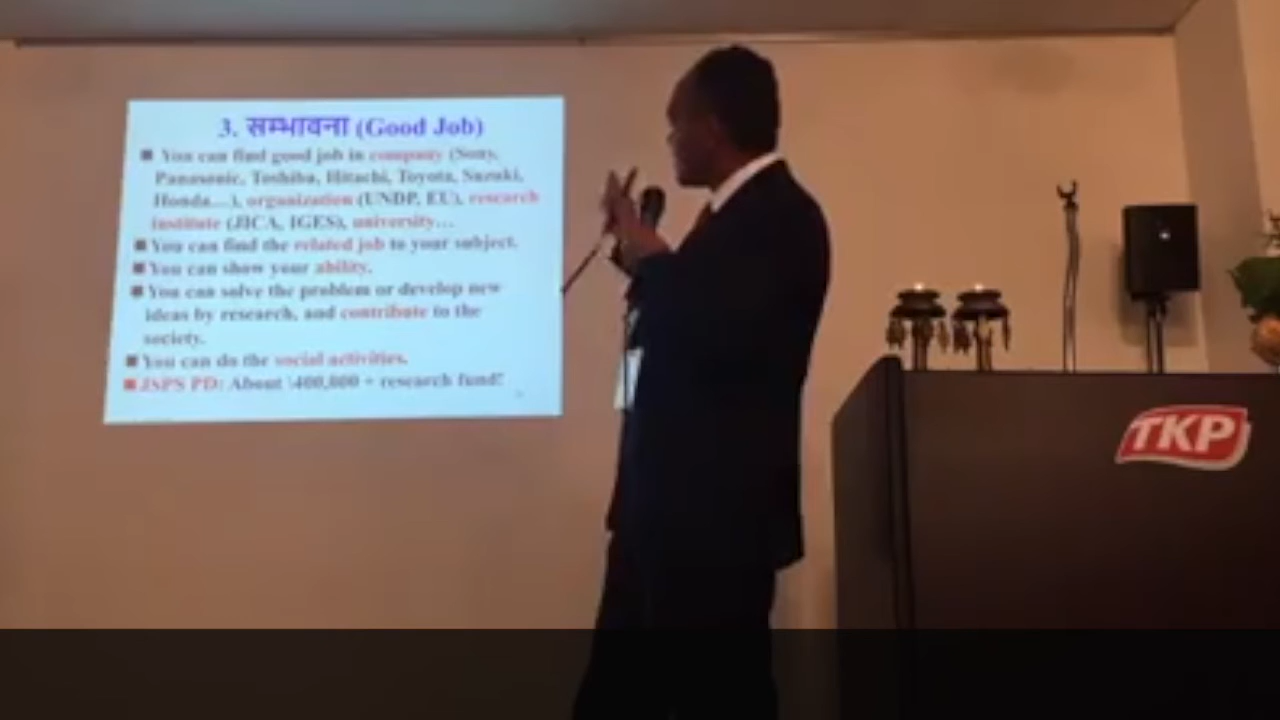 3. सम्भावना (Good Job)
You can find good job in company (Sony,
Panasonic, Toshiba, Hitachi, Toyota, Suzuki,
Honda...), organization (UNDP, EU), research
institute (JICA, IGES), university...
You can find the related job to your subject.
You can show your ability.
You can solve the problem or develop new
ideas by research, and contribute to the
society.
You can do the social activities.
JSPS PD: About \400,000 + research fund!
TKP